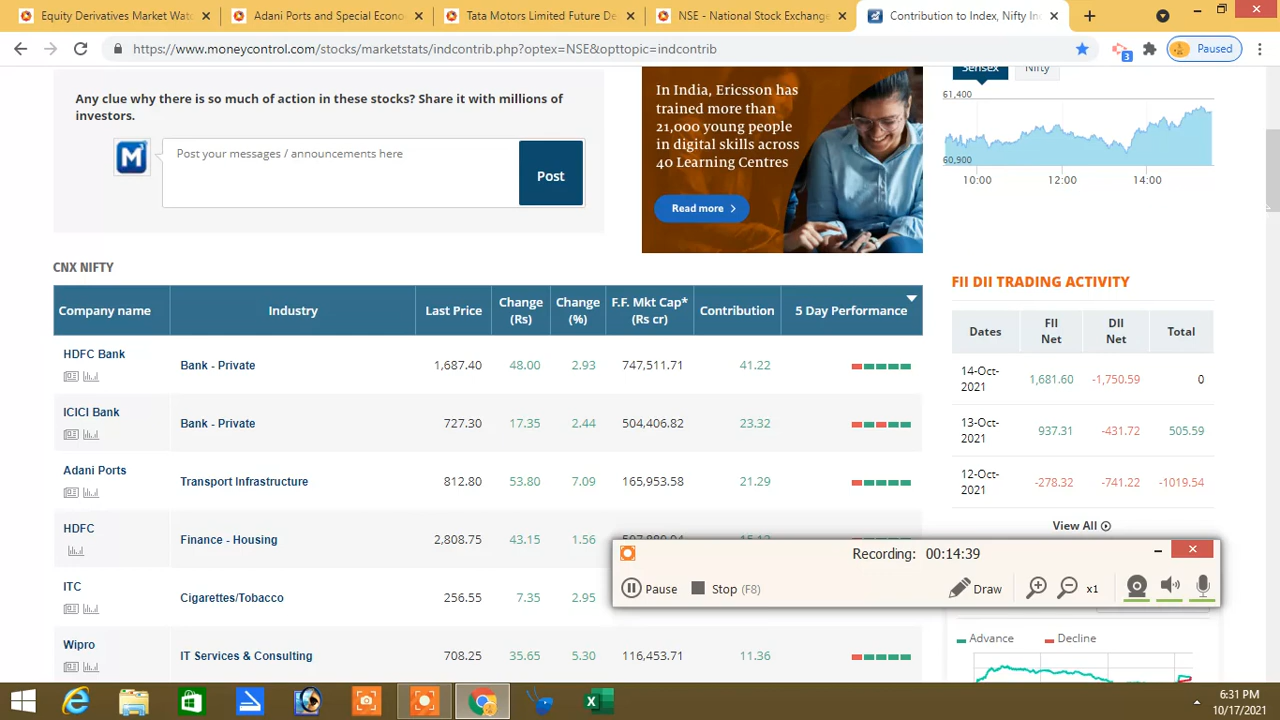 Equity Derivatives Market Wat
Adani Ports and Special Econo
Tata Motors Limited Future De
NSE - National Stock Exchange
Contribution to Index, Nifty In
https://www.moneycontrol.com/stocks/marketstats/indcontrib.php?optex=NSE&opttopic=indcontrib
3
Paused
Any clue why there is so much of action in these stocks? Share it with millions of
investors.
M
Post your messages / announcements here
Post
In India, Ericsson has
trained more than
21,000 young people
in digital skills across
40 Learning Centres
Read more
Sensex Nifty
61,400
60,900
10:00 12:00 14:00
CNX NIFTY
Company name Industry Last Price Change (Rs) Change (%) F.F. Mkt Cap* (Rs cr) Contribution 5 Day Performance
HDFC Bank Bank - Private 1,687.40 48.00 2.93 747,511.71 41.22
ICICI Bank Bank - Private 727.30 17.35 2.44 504,406.82 23.32
Adani Ports Transport Infrastructure 812.80 53.80 7.09 165,953.58 21.29
HDFC Finance - Housing 2,808.75 43.15 1.56
ITC Cigarettes/Tobacco 256.55 7.35 2.95
Wipro IT Services & Consulting 708.25 35.65 5.30 116,453.71 11.36
FII DII TRADING ACTIVITY
Dates FII Net DII Net Total
14-Oct-2021 1,681.60 -1,750.59 0
13-Oct-2021 937.31 -431.72 505.59
12-Oct-2021 -278.32 -741.22 -1019.54
View All
Recording: 00:14:39
Pause Stop (F8) Draw x1
Advance Decline
6:31 PM
10/17/2021